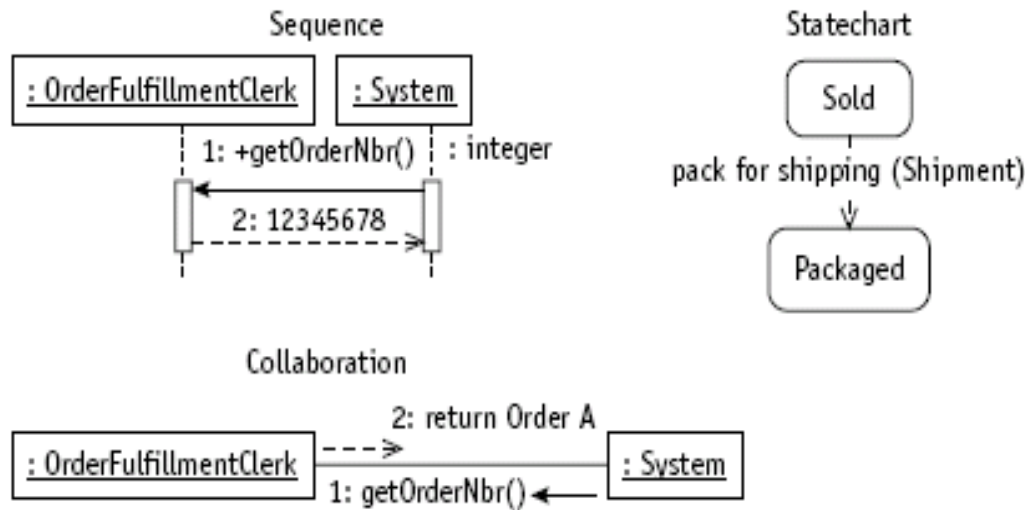 Sequence
: OrderFulfillmentClerk
: System
1: +getOrderNbr() : integer
2: 12345678
Statechart
Sold
pack for shipping (Shipment)
Packaged
Collaboration
2: return Order A
: OrderFulfillmentClerk
: System
1: getOrderNbr()